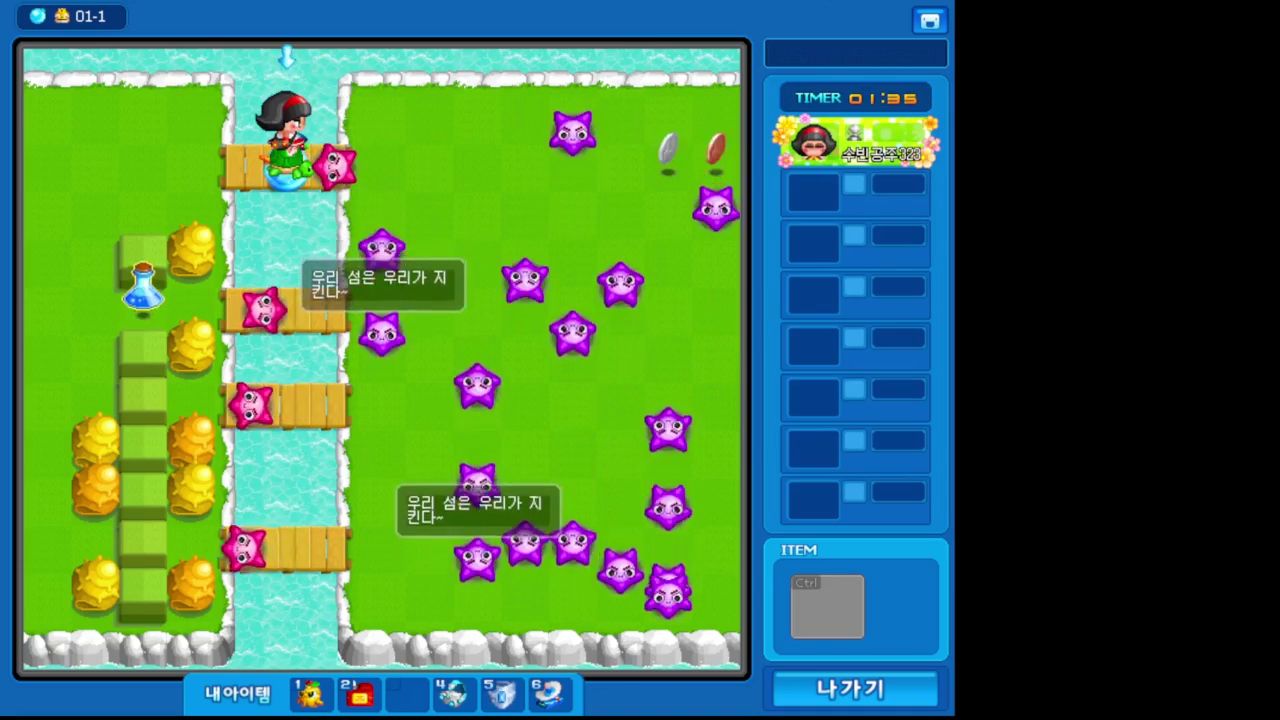 01-1
TIMER 01:35
수빈공주323
우리 섬은 우리가 지
킨다~
우리 섬은 우리가 지
킨다~
ITEM
Ctrl
내아이템
1
2
4
5
6
나가기